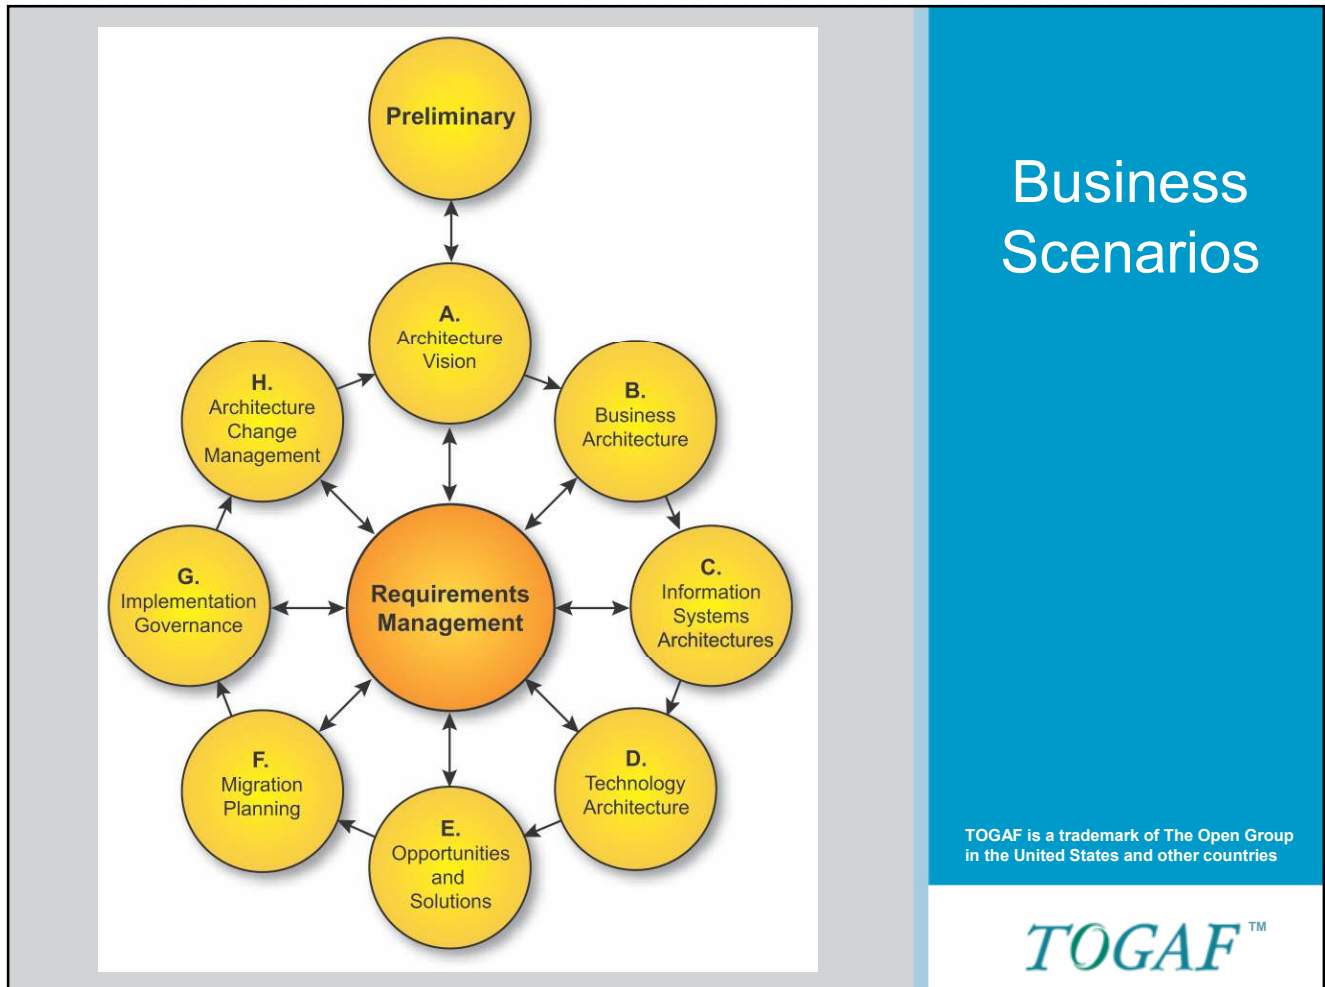 Preliminary
A.
Architecture
Vision
B.
Business
Architecture
C.
Information
Systems
Architectures
D.
Technology
Architecture
E.
Opportunities
and
Solutions
F.
Migration
Planning
G.
Implementation
Governance
H.
Architecture
Change
Management
Requirements
Management
Business
Scenarios
TOGAF is a trademark of The Open Group
in the United States and other countries
TOGAF™